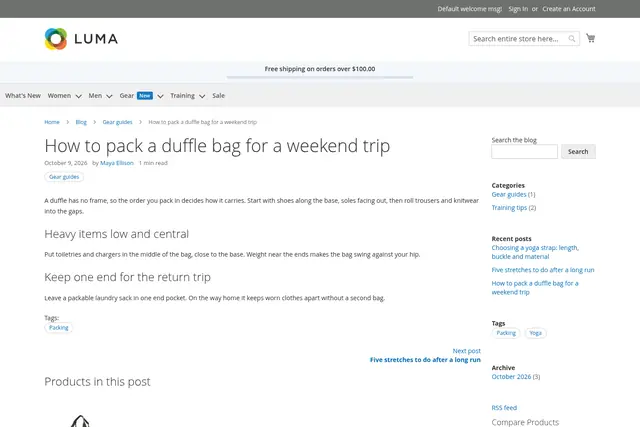 Default welcome msg! Sign In or Create an Account
LUMA
Search entire store here...
Free shipping on orders over $100.00
What's New Women Men Gear New Training Sale
Home Blog Gear guides How to pack a duffle bag for a weekend trip
How to pack a duffle bag for a weekend trip
October 9, 2026 by Maya Ellison · 1 min read
Gear guides
A duffle has no frame, so the order you pack in decides how it carries. Start with shoes along the base, soles facing out, then roll trousers and knitwear
into the gaps.
Heavy items low and central
Put toiletries and chargers in the middle of the bag, close to the base. Weight near the ends makes the bag swing against your hip.
Keep one end for the return trip
Leave a packable laundry sack in one end pocket. On the way home it keeps worn clothes apart without a second bag.
Tags:
Packing
Next post
Five stretches to do after a long run
Products in this post
Search the blog
Search
Categories
Gear guides (1)
Training tips (2)
Recent posts
Choosing a yoga strap: length,
buckle and material
Five stretches to do after a long run
How to pack a duffle bag for a
weekend trip
Tags
Packing Yoga
Archive
October 2026 (3)
RSS feed
Compare Products